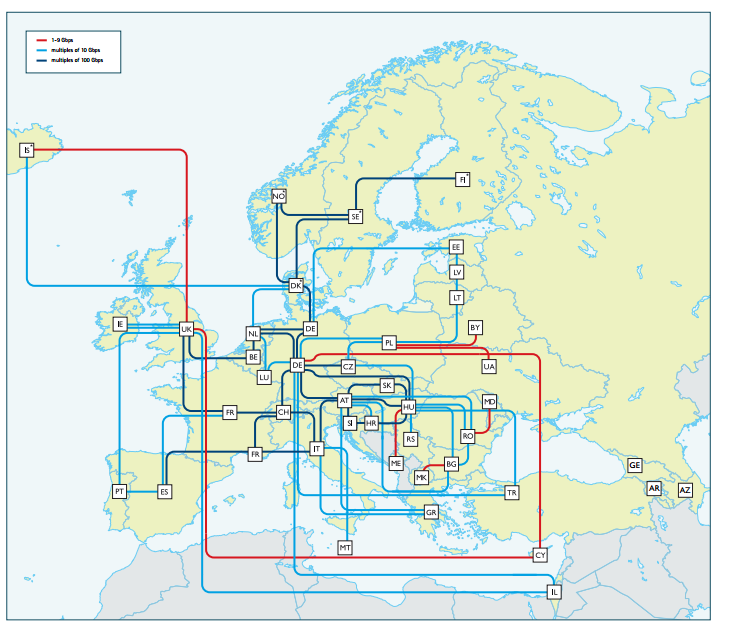 1-9 Gbps
multiples of 10 Gbps
multiples of 100 Gbps
IS*
FI*
NO*
SE*
EE
LV
DK*
LT
IE
UK
NL
DE
BY
PL
BE
DE
CZ
UA
LU
SK
AT
HU
MD
FR
CH
SI
HR
RO
RS
FR
IT
ME
BG
GE
MK
PT
ES
TR
AR
AZ
GR
MT
CY
IL